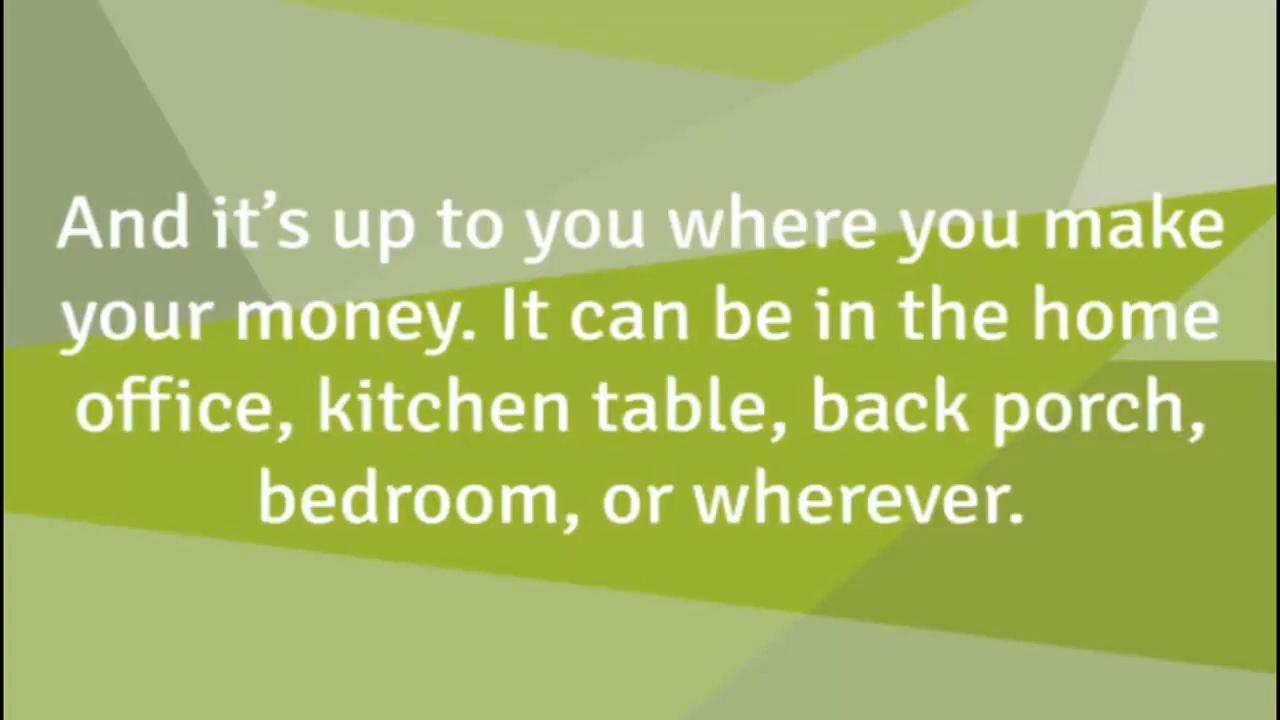 And it’s up to you where you make
your money. It can be in the home
office, kitchen table, back porch,
bedroom, or wherever.